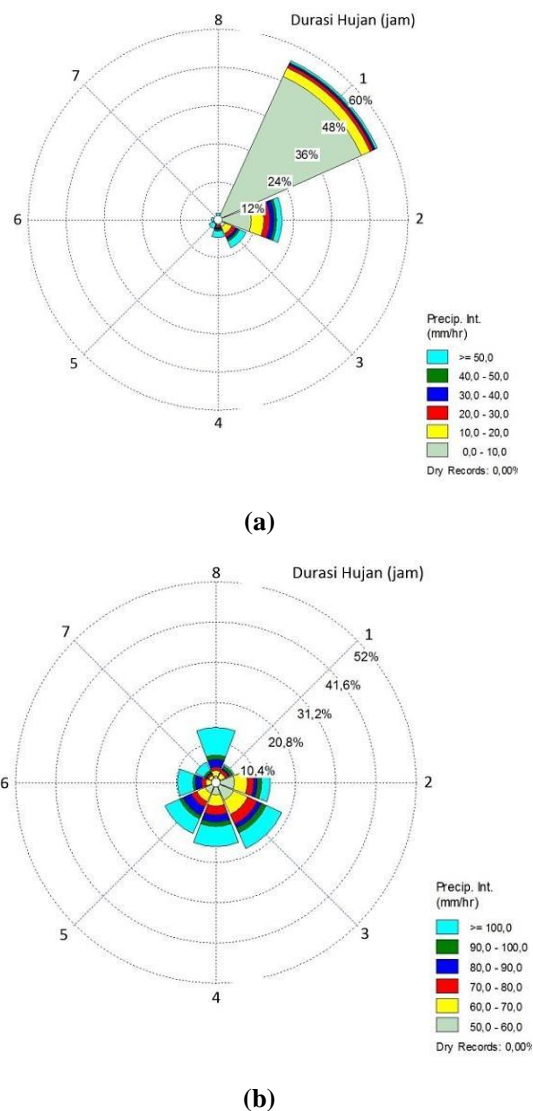 8
Durasi Hujan (jam)
7
1
60%
48%
36%
24%
12%
6
2
5
3
4
Precip. Int.
(mm/hr)
>= 50,0
40,0 - 50,0
30,0 - 40,0
20,0 - 30,0
10,0 - 20,0
0,0 - 10,0
Dry Records: 0,00%
(a)
8
Durasi Hujan (jam)
7
1
52%
41,6%
31,2%
20,8%
10,4%
6
2
5
3
4
Precip. Int.
(mm/hr)
>= 100,0
90,0 - 100,0
80,0 - 90,0
70,0 - 80,0
60,0 - 70,0
50,0 - 60,0
Dry Records: 0,00%
(b)